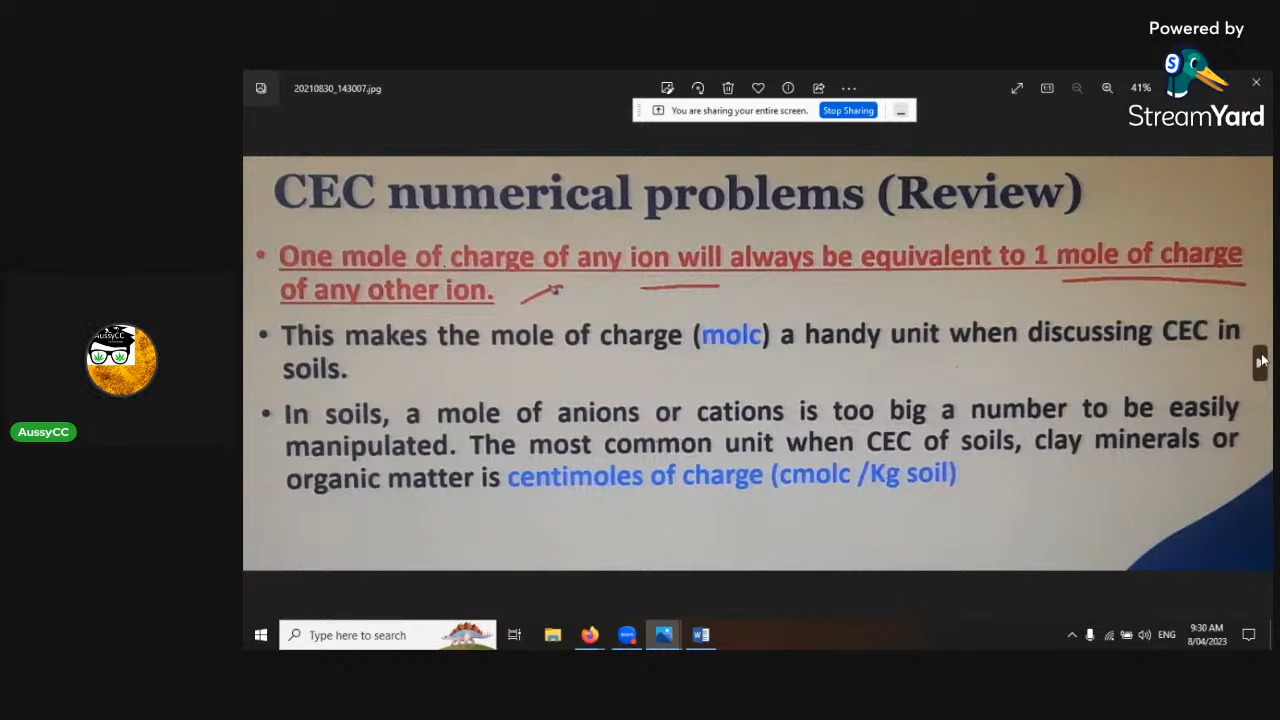 Powered by
StreamYard
20210830_143007.jpg
41%
You are sharing your entire screen.
Stop Sharing
CEC numerical problems (Review)
• One mole of charge of any ion will always be equivalent to 1 mole of charge
of any other ion.
• This makes the mole of charge (molc) a handy unit when discussing CEC in
soils.
• In soils, a mole of anions or cations is too big a number to be easily
manipulated. The most common unit when CEC of soils, clay minerals or
organic matter is centimoles of charge (cmolc /Kg soil)
AussyCC
AussyCC
Type here to search
ENG
9:30 AM
8/04/2023